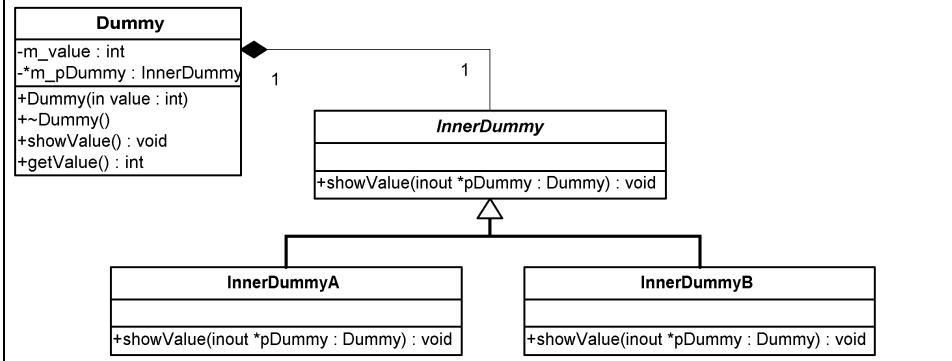 Dummy
-m_value : int
-*m_pDummy : InnerDummy
+Dummy(in value : int)
+~Dummy()
+showValue() : void
+getValue() : int
1
1
InnerDummy
+showValue(inout *pDummy : Dummy) : void
InnerDummyA
+showValue(inout *pDummy : Dummy) : void
InnerDummyB
+showValue(inout *pDummy : Dummy) : void